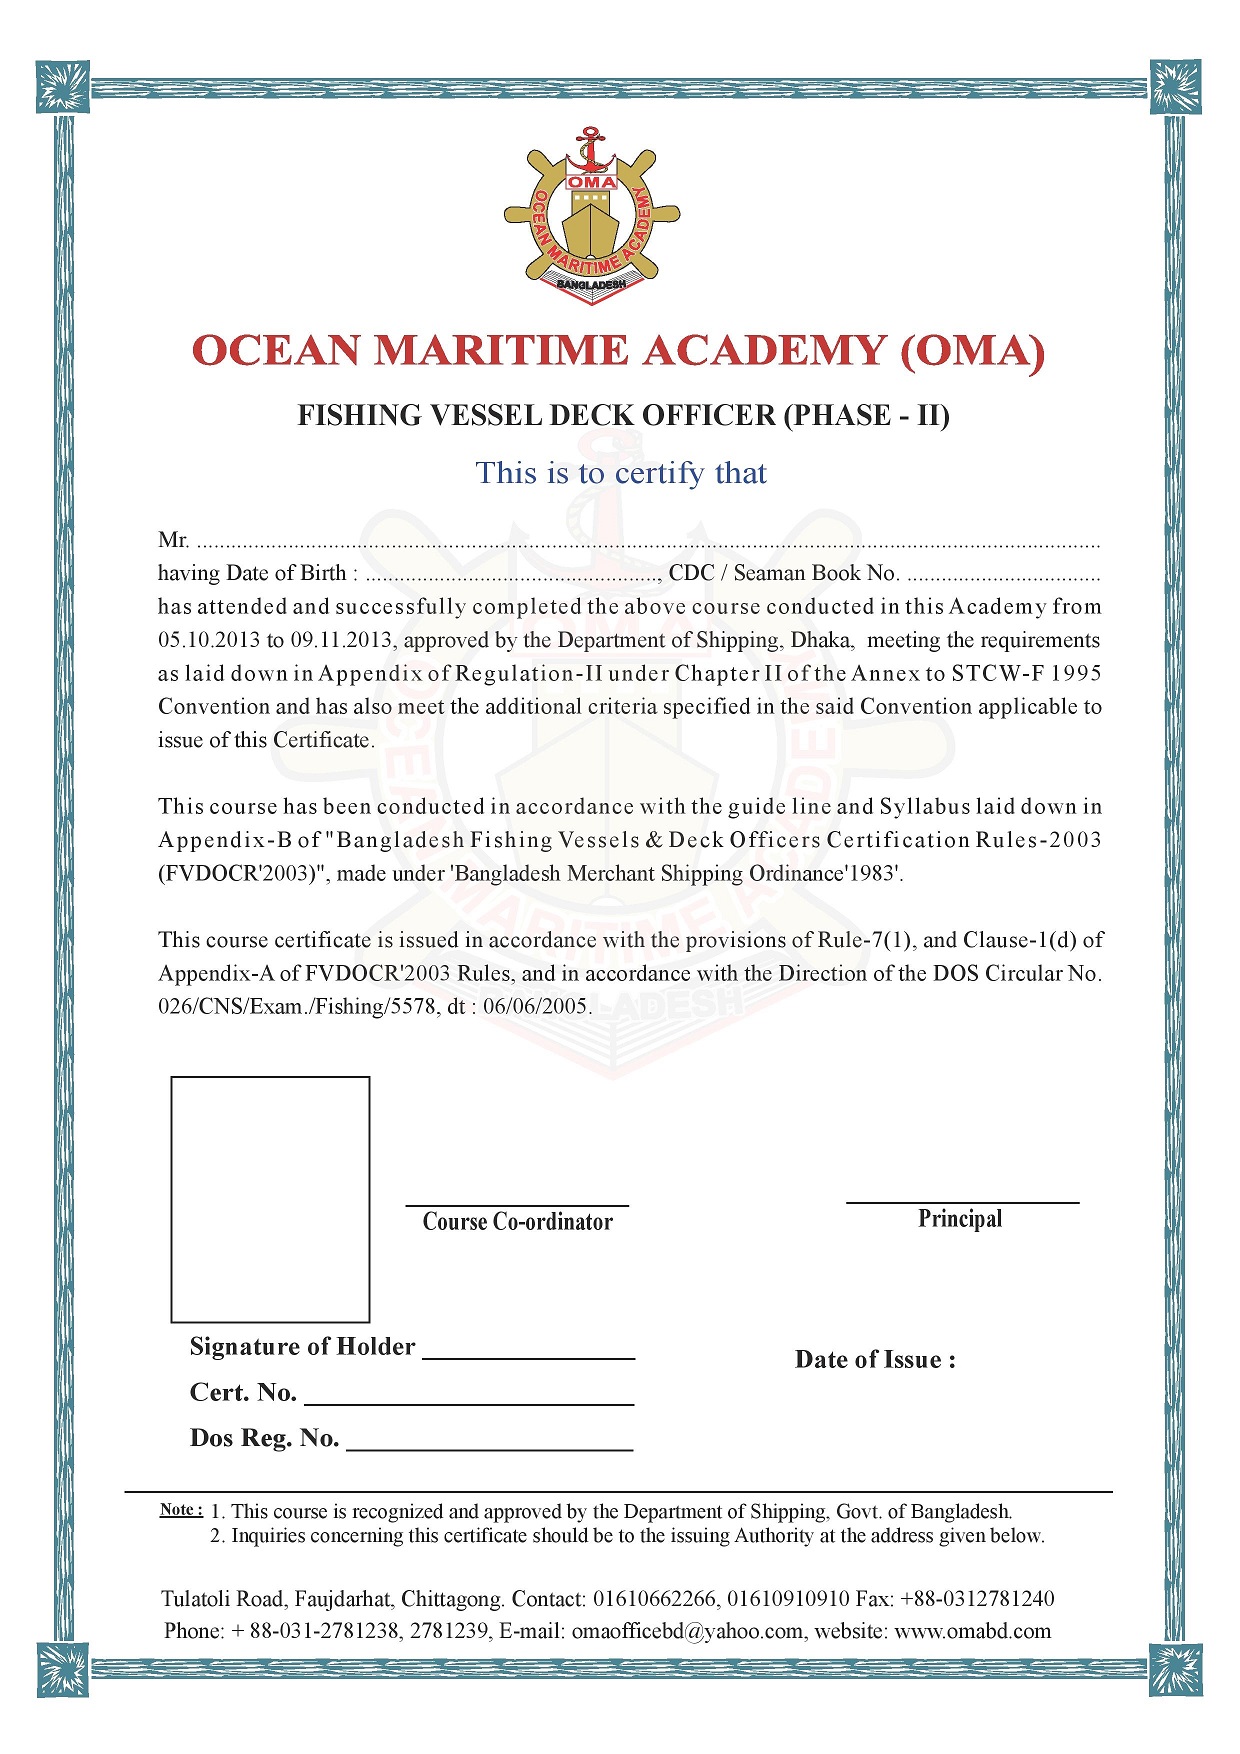 OMA
OCEAN MARITIME ACADEMY
BANGLADESH
OCEAN MARITIME ACADEMY (OMA)
FISHING VESSEL DECK OFFICER (PHASE - II)
This is to certify that
Mr. ................................................................................................................................................................
having Date of Birth : ...................................................., CDC / Seaman Book No. ..................................
has attended and successfully completed the above course conducted in this Academy from
05.10.2013 to 09.11.2013, approved by the Department of Shipping, Dhaka, meeting the requirements
as laid down in Appendix of Regulation-II under Chapter II of the Annex to STCW-F 1995
Convention and has also meet the additional criteria specified in the said Convention applicable to
issue of this Certificate.
This course has been conducted in accordance with the guide line and Syllabus laid down in
Appendix-B of "Bangladesh Fishing Vessels & Deck Officers Certification Rules-2003
(FVDOCR'2003)", made under 'Bangladesh Merchant Shipping Ordinance'1983'.
This course certificate is issued in accordance with the provisions of Rule-7(1), and Clause-1(d) of
Appendix-A of FVDOCR'2003 Rules, and in accordance with the Direction of the DOS Circular No.
026/CNS/Exam./Fishing/5578, dt : 06/06/2005.
OMA
OCEAN MARITIME ACADEMY
BANGLADESH
Course Co-ordinator
Principal
Signature of Holder
Date of Issue :
Cert. No.
Dos Reg. No.
Note : 1. This course is recognized and approved by the Department of Shipping, Govt. of Bangladesh.
2. Inquiries concerning this certificate should be to the issuing Authority at the address given below.
Tulatoli Road, Faujdarhat, Chittagong. Contact: 01610662266, 01610910910 Fax: +88-0312781240
Phone: + 88-031-2781238, 2781239, E-mail: omaofficebd@yahoo.com, website: www.omabd.com